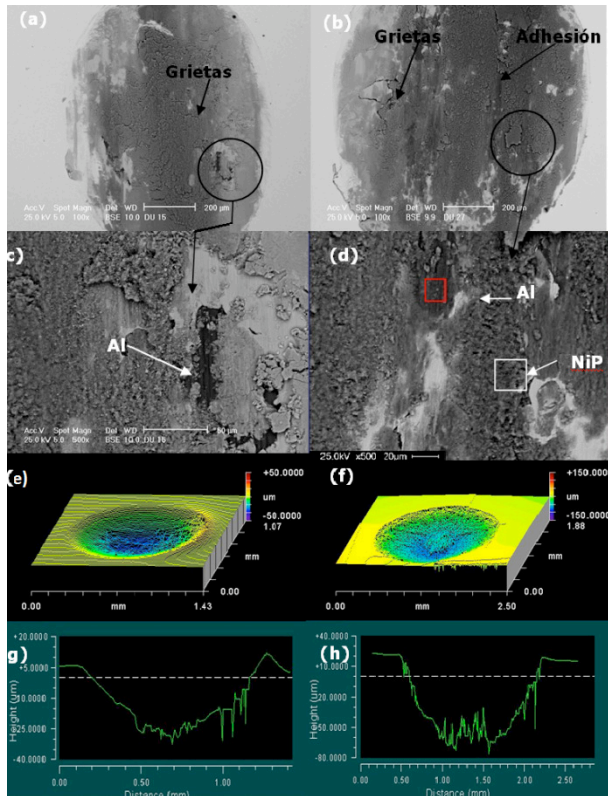 (a)
Grietas
Acc.V Spot Magn Det WD
25.0 kV 5.0 100x BSE 10.0 DU 15
200 µm
(b)
Grietas
Adhesión
Acc.V Spot Magn Det WD
25.0 kV 5.0 100x BSE 9.9 DU 27
200 µm
c)
Al
Acc.V Spot Magn Det WD
25.0 kV 5.0 500x BSE 10.0 DU 15
50 µm
(d)
Al
NiP
25.0kV x500 20µm
(e)
+50.0000
um
-50.0000
1.07
mm
0.00
0.00 mm 1.43
(f)
+150.000
um
-150.000
1.88
mm
0.00
0.00 mm 2.50
g)
+20.0000
+5.0000
-10.0000
-25.0000
-40.0000
Height (um)
0.00 0.50 1.00
Distance (mm)
(h)
+40.0000
+10.0000
-50.0000
-80.0000
Height (um)
0.00 0.50 1.00 1.50 2.00 2.50
Distance (mm)